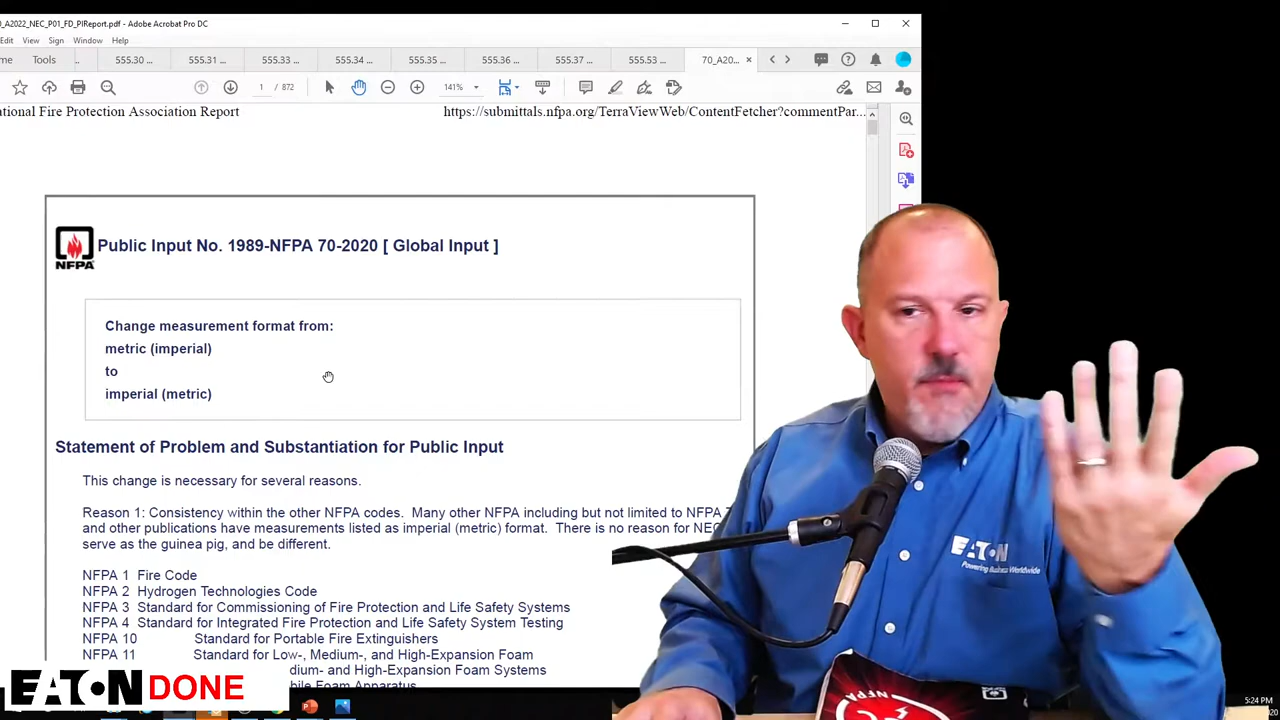 _A2022_NEC_P01_FD_PIReport.pdf - Adobe Acrobat Pro DC
Edit View Sign Window Help
Tools 555.30 555.31 555.33 555.34 555.35 555.36 555.37 555.53 70_A20...
1 / 872 141%
ational Fire Protection Association Report https://submittals.nfpa.org/TerraViewWeb/ContentFetcher?commentPar...
NFPA
Public Input No. 1989-NFPA 70-2020 [ Global Input ]
Change measurement format from:
metric (imperial)
to
imperial (metric)
Statement of Problem and Substantiation for Public Input
This change is necessary for several reasons.
Reason 1: Consistency within the other NFPA codes. Many other NFPA including but not limited to NFPA
and other publications have measurements listed as imperial (metric) format. There is no reason for NEC
serve as the guinea pig, and be different.
NFPA 1 Fire Code
NFPA 2 Hydrogen Technologies Code
NFPA 3 Standard for Commissioning of Fire Protection and Life Safety Systems
NFPA 4 Standard for Integrated Fire Protection and Life Safety System Testing
NFPA 10 Standard for Portable Fire Extinguishers
NFPA 11 Standard for Low-, Medium-, and High-Expansion Foam
dium- and High-Expansion Foam Systems
bile Foam Apparatus
EATON
Powering Business Worldwide
NFPA
EATON DONE
5:24 PM